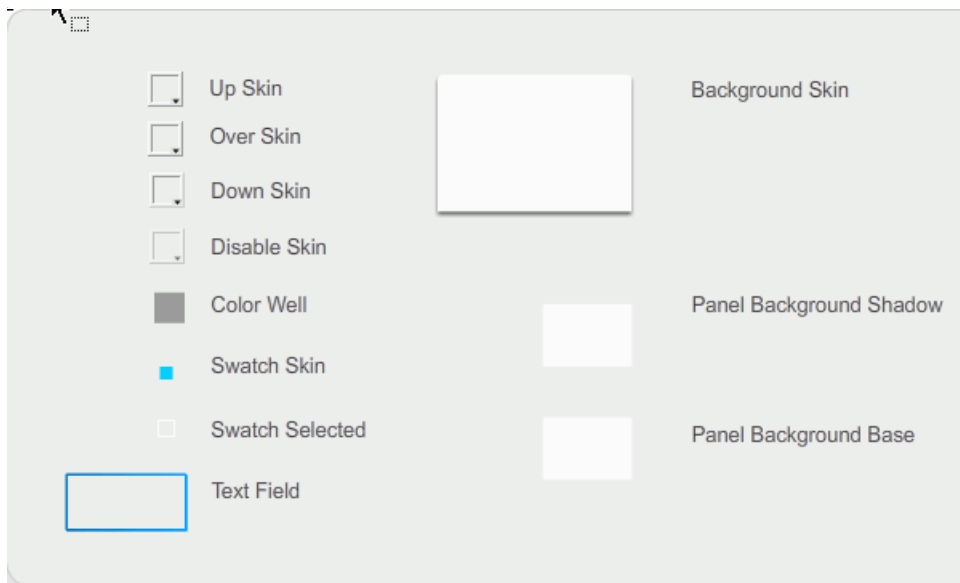 Up Skin
Background Skin
Over Skin
Down Skin
Disable Skin
Color Well
Panel Background Shadow
Swatch Skin
Swatch Selected
Panel Background Base
Text Field